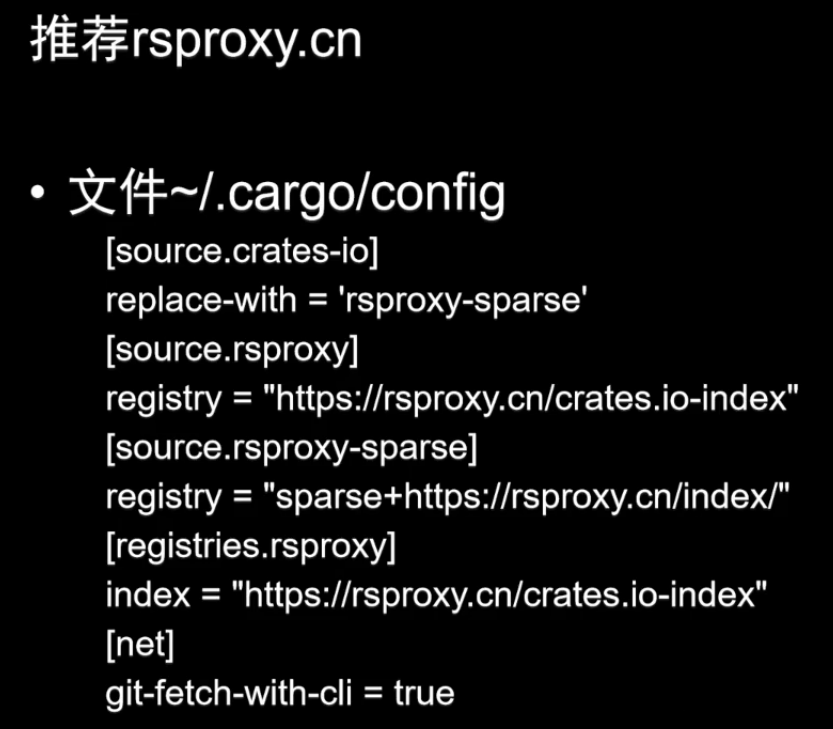 推荐rsproxy.cn
• 文件~/.cargo/config
[source.crates-io]
replace-with = 'rsproxy-sparse'
[source.rsproxy]
registry = "https://rsproxy.cn/crates.io-index"
[source.rsproxy-sparse]
registry = "sparse+https://rsproxy.cn/index/"
[registries.rsproxy]
index = "https://rsproxy.cn/crates.io-index"
[net]
git-fetch-with-cli = true